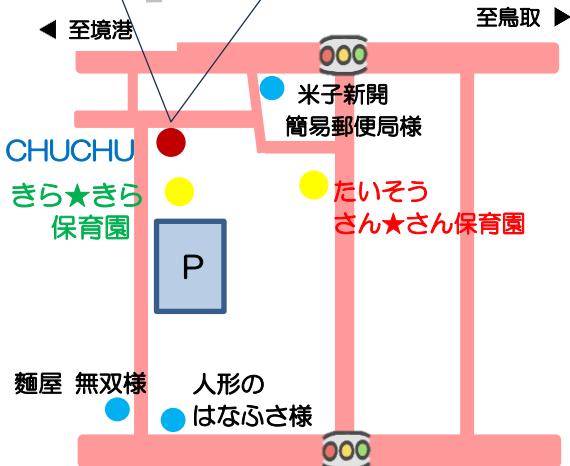 ◀ 至境港
至鳥取 ▶
米子新開
簡易郵便局様
CHUCHU
きら★きら
保育園
たいそう
さん★さん保育園
P
麵屋 無双様
人形の
はなふさ様